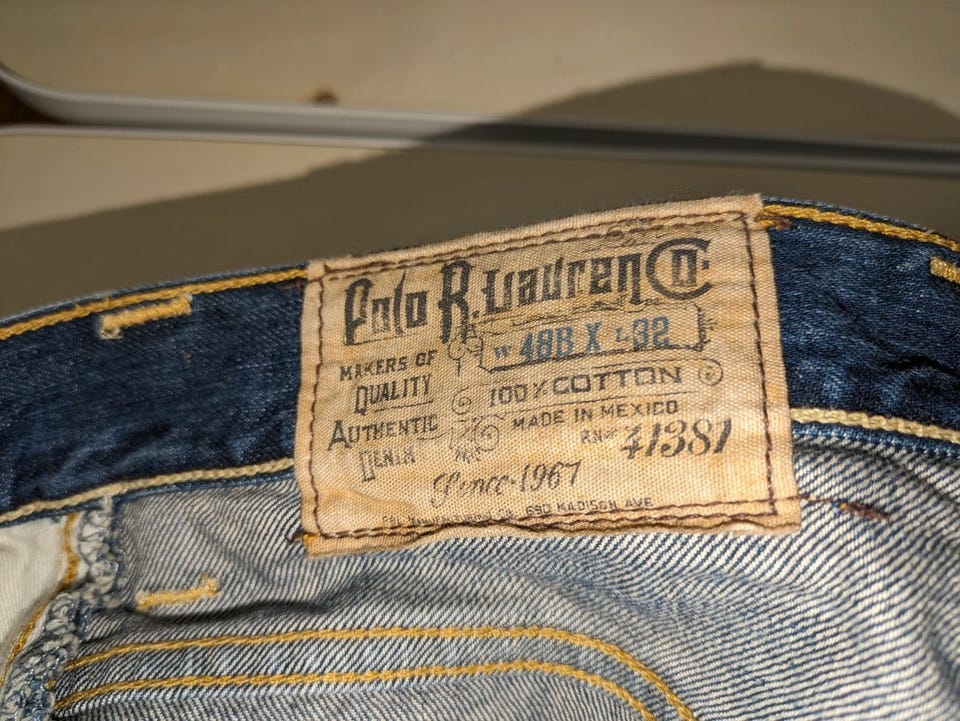 Polo R. Lauren Co.
W 48B X L 32
MAKERS OF
QUALITY
100% COTTON
AUTHENTIC
DENIM
MADE IN MEXICO
RN 41381
Since 1967
MADISON AVE